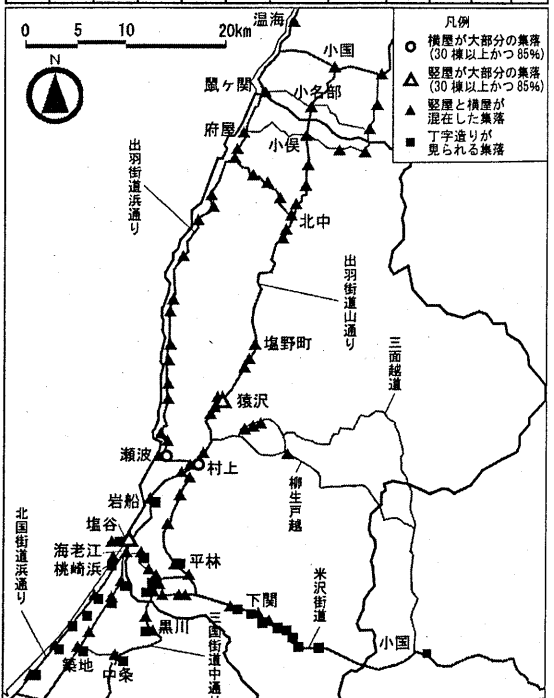 0 5 10 20km
凡例
横屋が大部分の集落
(30棟以上かつ85%)
竪屋が大部分の集落
(30棟以上かつ85%)
竪屋と横屋が
混在した集落
丁字造りが
見られる集落
温海
小国
鼠ヶ関
小名部
府屋
小俣
出羽街道浜通り
北中
出羽街道山通り
塩野町
三面越道
猿沢
瀬波
村上
柳生戸越
岩船
塩谷
海老江
桃崎浜
平林
北国街道浜通り
下関
米沢街道
小国
黒川
三国街道中通り
築地
中条